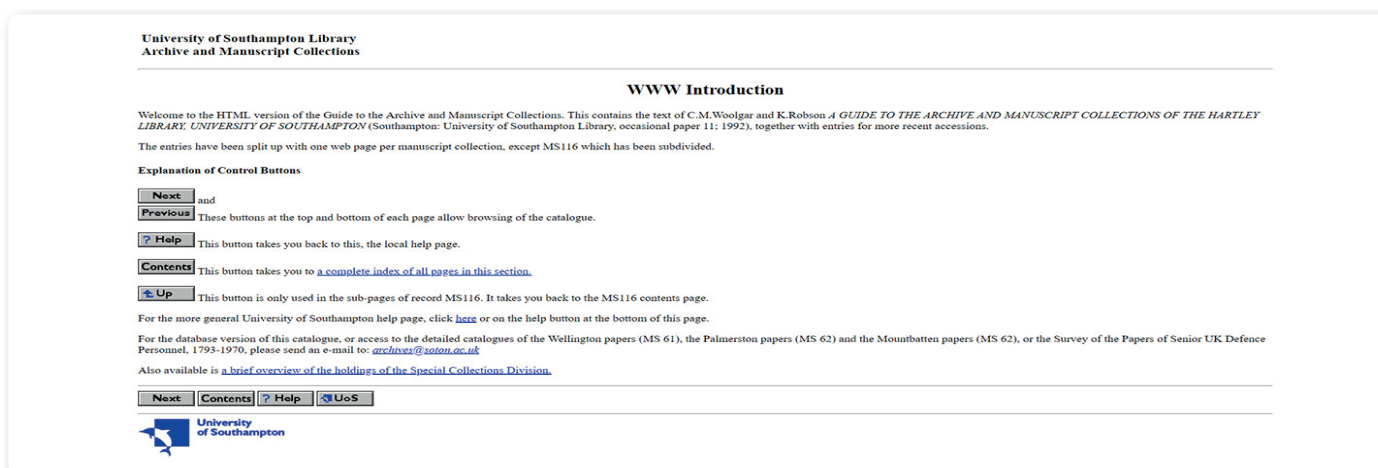 University of Southampton Library
Archive and Manuscript Collections
WWW Introduction
Welcome to the HTML version of the Guide to the Archive and Manuscript Collections. This contains the text of C.M.Woolgar and K.Robson A GUIDE TO THE ARCHIVE AND MANUSCRIPT COLLECTIONS OF THE HARTLEY
LIBRARY, UNIVERSITY OF SOUTHAMPTON (Southampton: University of Southampton Library, occasional paper 11; 1992), together with entries for more recent accessions.
The entries have been split up with one web page per manuscript collection, except MS116 which has been subdivided.
Explanation of Control Buttons
Next and
Previous These buttons at the top and bottom of each page allow browsing of the catalogue.
? Help This button takes you back to this, the local help page.
Contents This button takes you to a complete index of all pages in this section.
Up This button is only used in the sub-pages of record MS116. It takes you back to the MS116 contents page.
For the more general University of Southampton help page, click here or on the help button at the bottom of this page.
For the database version of this catalogue, or access to the detailed catalogues of the Wellington papers (MS 61), the Palmerston papers (MS 62) and the Mountbatten papers (MS 62), or the Survey of the Papers of Senior UK Defence
Personnel, 1793-1970, please send an e-mail to: archives@soton.ac.uk
Also available is a brief overview of the holdings of the Special Collections Division.
Next Contents ? Help UoS
University
of Southampton